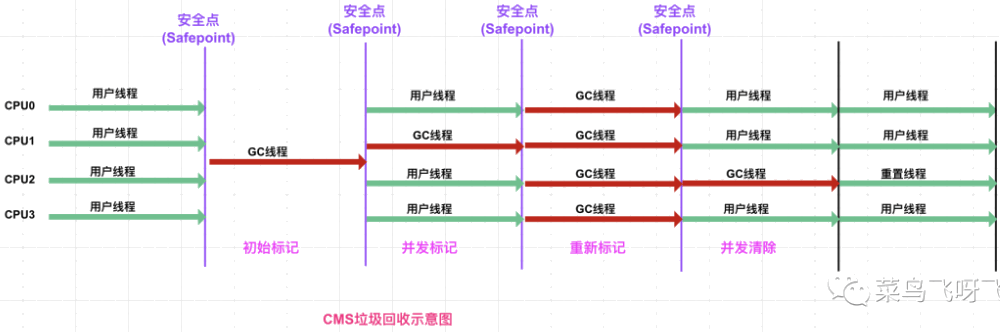 安全点
(Safepoint)
安全点
(Safepoint)
安全点
(Safepoint)
安全点
(Safepoint)
CPU0
用户线程
用户线程
GC线程
用户线程
用户线程
CPU1
用户线程
GC线程
GC线程
用户线程
用户线程
GC线程
CPU2
用户线程
用户线程
GC线程
GC线程
重置线程
CPU3
用户线程
用户线程
GC线程
用户线程
用户线程
初始标记
并发标记
重新标记
并发清除
菜鸟飞呀飞
CMS垃圾回收示意图